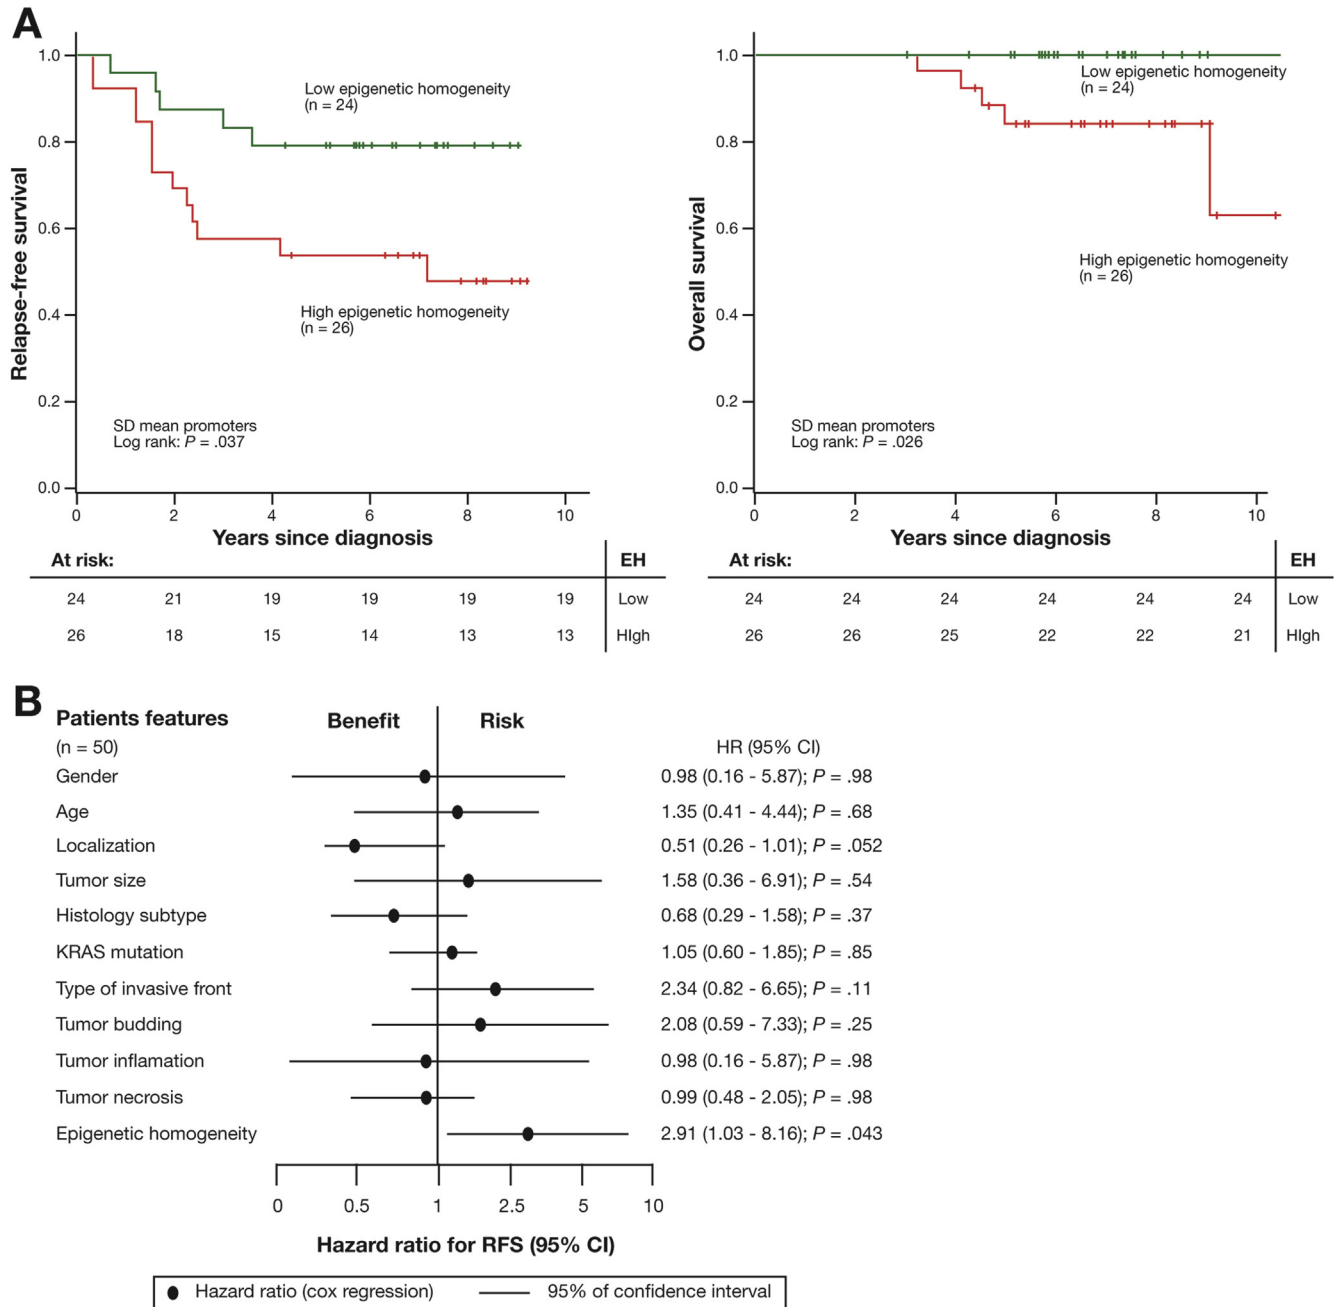 A
Relapse-free survival
1.0
0.8
0.6
0.4
0.2
0.0
Low epigenetic homogeneity
(n = 24)
High epigenetic homogeneity
(n = 26)
SD mean promoters
Log rank: P = .037
0 2 4 6 8 10
Years since diagnosis
At risk: EH
24 21 19 19 19 19 Low
26 18 15 14 13 13 HIgh
Overall survival
1.0
0.8
0.6
0.4
0.2
0.0
Low epigenetic homogeneity
(n = 24)
High epigenetic homogeneity
(n = 26)
SD mean promoters
Log rank: P = .026
0 2 4 6 8 10
Years since diagnosis
At risk: EH
24 24 24 24 24 24 Low
26 26 25 22 22 21 HIgh
B
Patients features Benefit Risk
(n = 50) HR (95% CI)
Gender 0.98 (0.16 - 5.87); P = .98
Age 1.35 (0.41 - 4.44); P = .68
Localization 0.51 (0.26 - 1.01); P = .052
Tumor size 1.58 (0.36 - 6.91); P = .54
Histology subtype 0.68 (0.29 - 1.58); P = .37
KRAS mutation 1.05 (0.60 - 1.85); P = .85
Type of invasive front 2.34 (0.82 - 6.65); P = .11
Tumor budding 2.08 (0.59 - 7.33); P = .25
Tumor inflamation 0.98 (0.16 - 5.87); P = .98
Tumor necrosis 0.99 (0.48 - 2.05); P = .98
Epigenetic homogeneity 2.91 (1.03 - 8.16); P = .043
0 0.5 1 2.5 5 10
Hazard ratio for RFS (95% CI)
Hazard ratio (cox regression) 95% of confidence interval